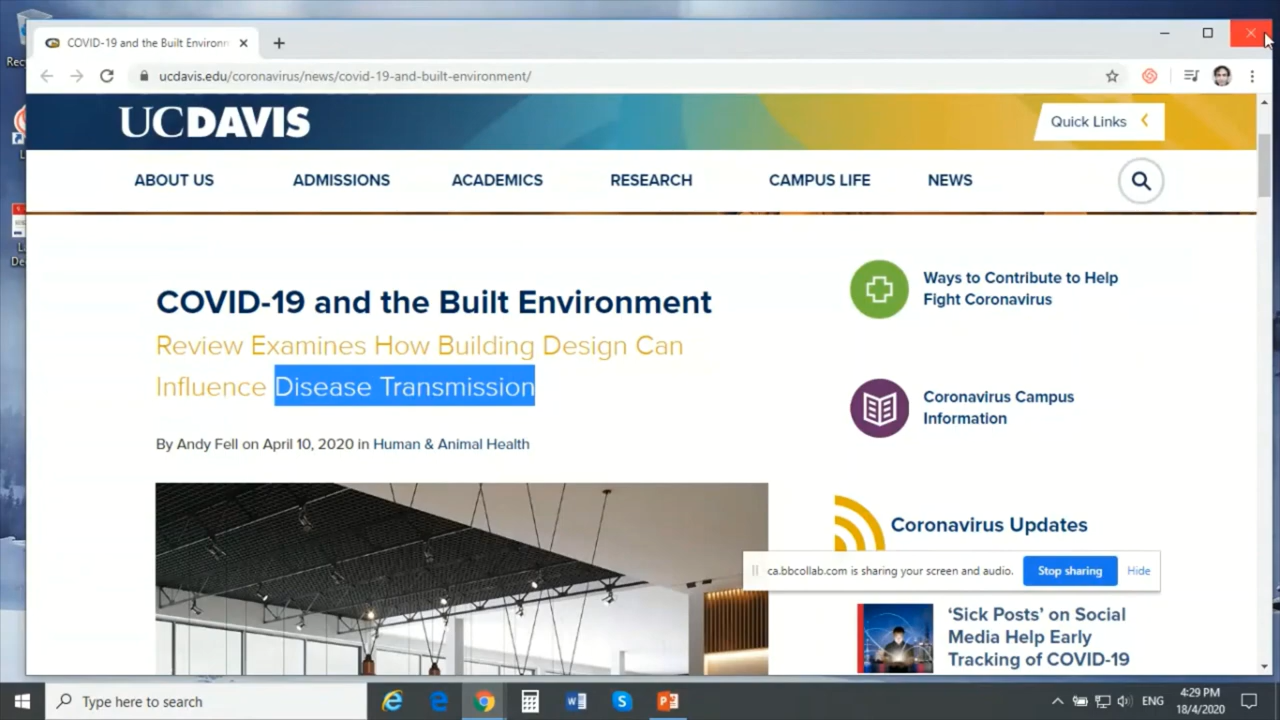 COVID-19 and the Built Environm
ucdavis.edu/coronavirus/news/covid-19-and-built-environment/
UCDAVIS
Quick Links
ABOUT US
ADMISSIONS
ACADEMICS
RESEARCH
CAMPUS LIFE
NEWS
COVID-19 and the Built Environment
Review Examines How Building Design Can
Influence Disease Transmission
By Andy Fell on April 10, 2020 in Human & Animal Health
Ways to Contribute to Help
Fight Coronavirus
Coronavirus Campus
Information
Coronavirus Updates
ca.bbcollab.com is sharing your screen and audio.
Stop sharing
Hide
'Sick Posts' on Social
Media Help Early
Tracking of COVID-19
Type here to search
ENG
4:29 PM
18/4/2020